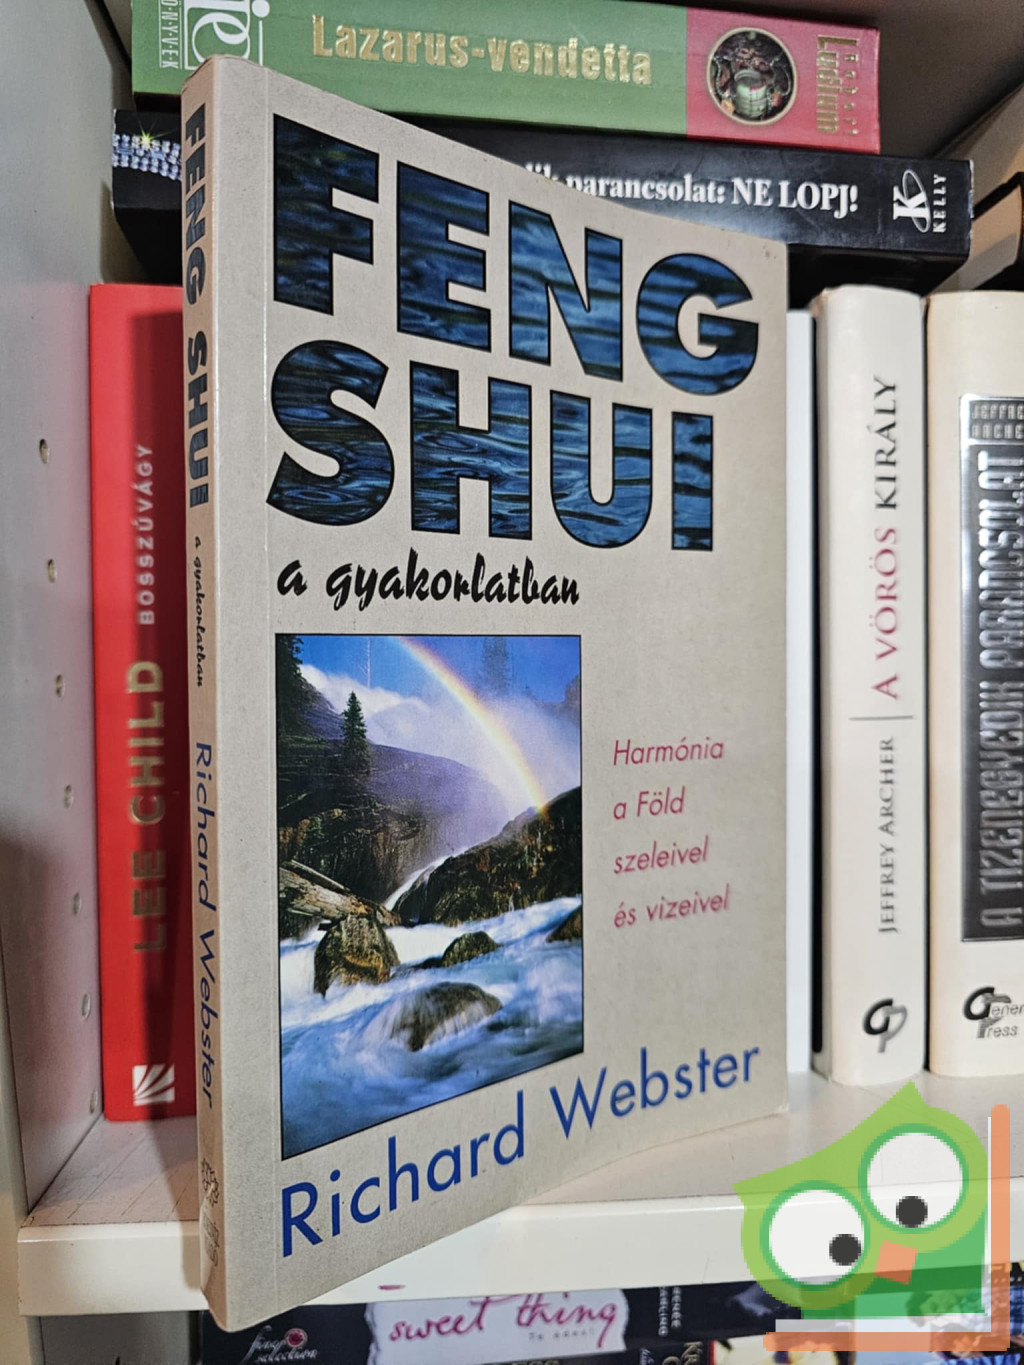 Lazarus-vendetta
Ludlum
parancsolat: NE LOPJ!
KELLY
FENG
SHUI
a gyakorlatban
Harmónia
a Föld
szeleivel
és vizeivel
Richard Webster
FENG SHUI a gyakorlatban Richard Webster
LEE CHILD BOSSZÚVÁGY
JEFFREY ARCHER A VÖRÖS KIRÁLY
A TIZENEGYEDIK PARANCSOLAT
sweet thing